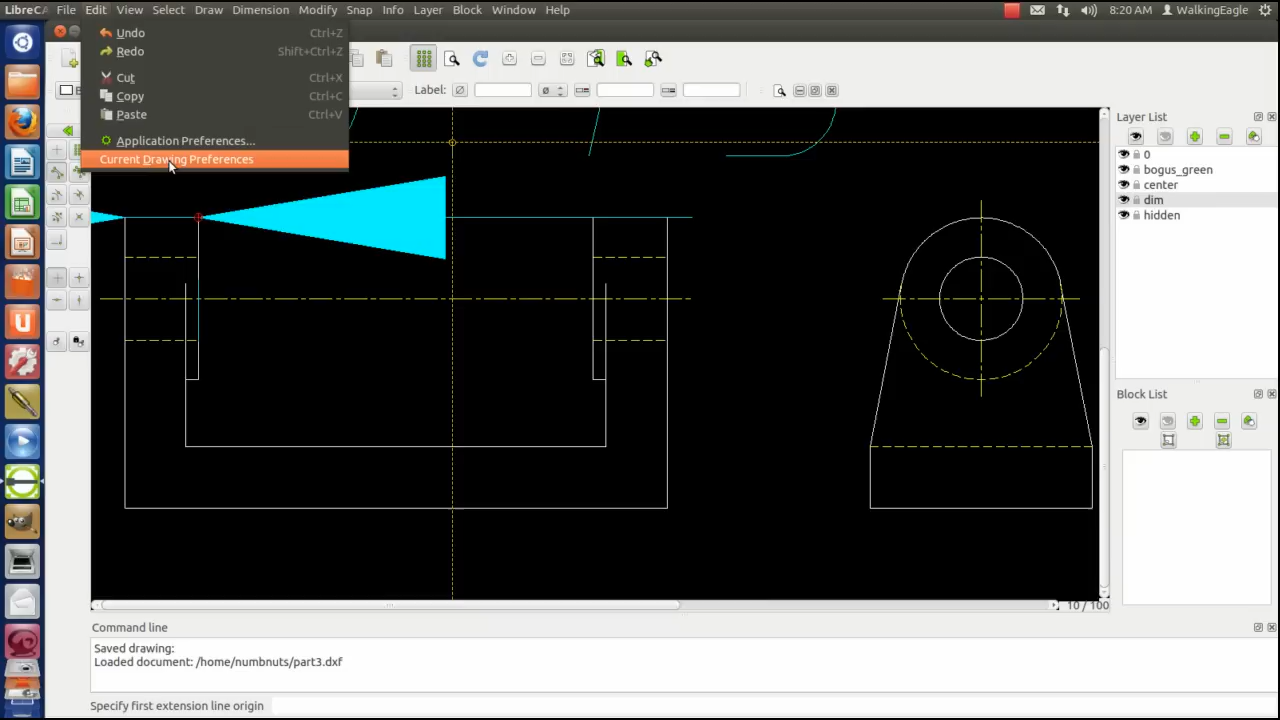 LibreCA File Edit View Select Draw Dimension Modify Snap Info Layer Block Window Help 8:20 AM WalkingEagle
Undo Ctrl+Z
Redo Shift+Ctrl+Z
Cut Ctrl+X
Copy Ctrl+C
Paste Ctrl+V
Application Preferences...
Current Drawing Preferences
Label:
Layer List
0
bogus_green
center
dim
hidden
Block List
10 / 100
Command line
Saved drawing:
Loaded document: /home/numbnuts/part3.dxf
Specify first extension line origin